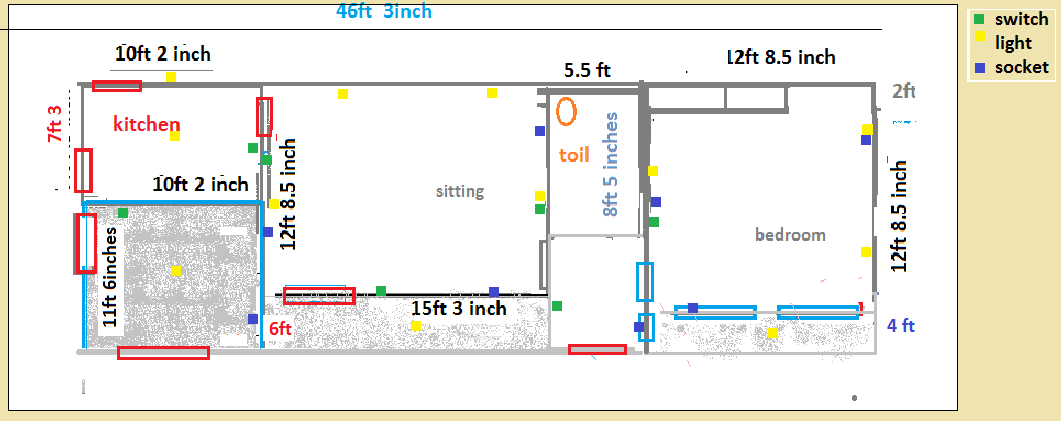 46ft 3inch
switch
light
socket
10ft 2 inch
5.5 ft
12ft 8.5 inch
2ft
7ft 3
kitchen
toil
8ft 5 inches
12ft 8.5 inch
sitting
10ft 2 inch
11ft 6inches
bedroom
12ft 8.5 inch
15ft 3 inch
6ft
4 ft